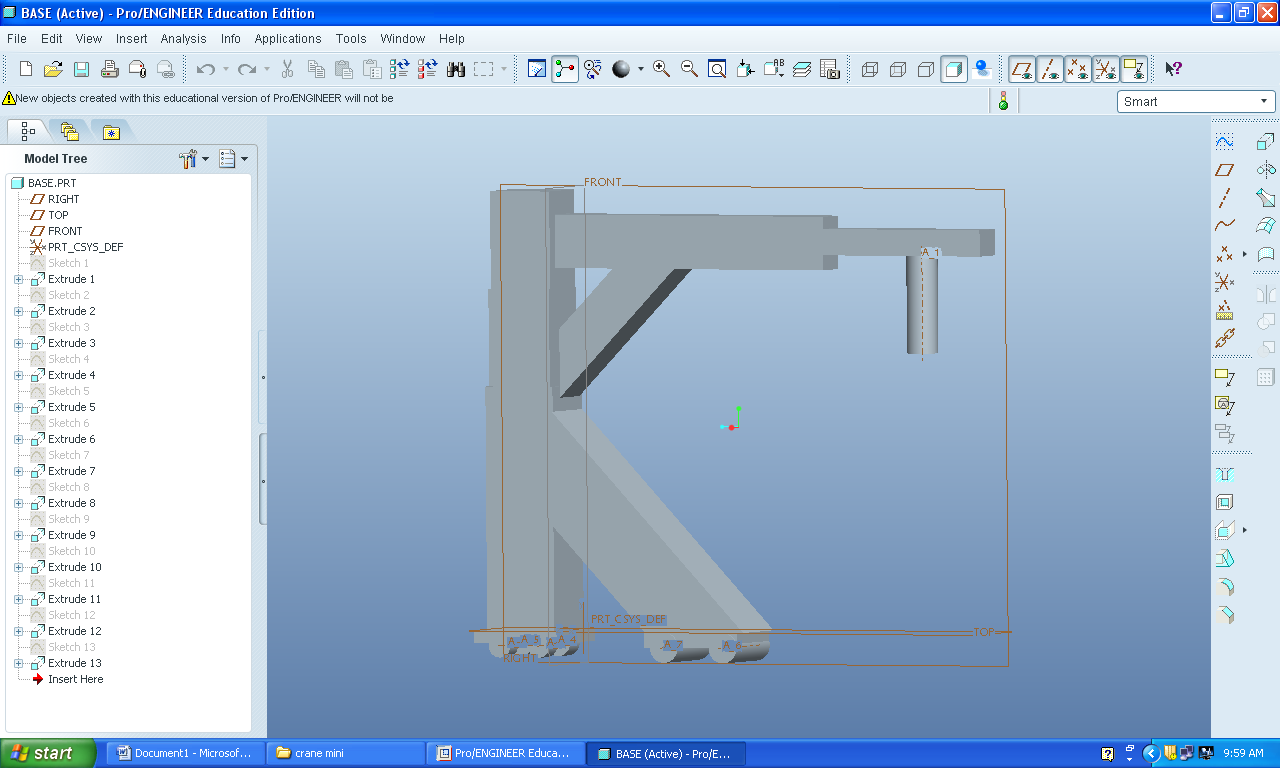 BASE (Active) - Pro/ENGINEER Education Edition
File Edit View Insert Analysis Info Applications Tools Window Help
New objects created with this educational version of Pro/ENGINEER will not be
Smart
Model Tree
BASE.PRT
RIGHT
TOP
FRONT
PRT_CSYS_DEF
Sketch 1
Extrude 1
Sketch 2
Extrude 2
Sketch 3
Extrude 3
Sketch 4
Extrude 4
Sketch 5
Extrude 5
Sketch 6
Extrude 6
Sketch 7
Extrude 7
Sketch 8
Extrude 8
Sketch 9
Extrude 9
Sketch 10
Extrude 10
Sketch 11
Extrude 11
Sketch 12
Extrude 12
Sketch 13
Extrude 13
Insert Here
FRONT
A_1
PRT_CSYS_DEF
TOP
A_4
A_7
A_6
RIGHT
start
Document1 - Microsof...
crane mini
Pro/ENGINEER Educa...
BASE (Active) - Pro/E...
9:59 AM